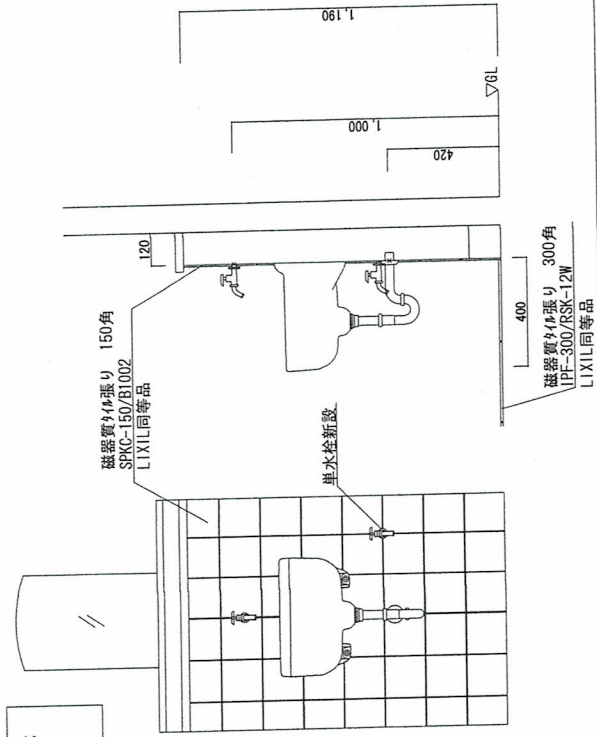 1,190
1,000
420
▽GL
120
400
磁器質ﾀｲﾙ張り　150角
SPKC-150/B1002
LIXIL同等品
単水栓新設
磁器質ﾀｲﾙ張り　300角
IPF-300/RSK-12W
LIXIL同等品